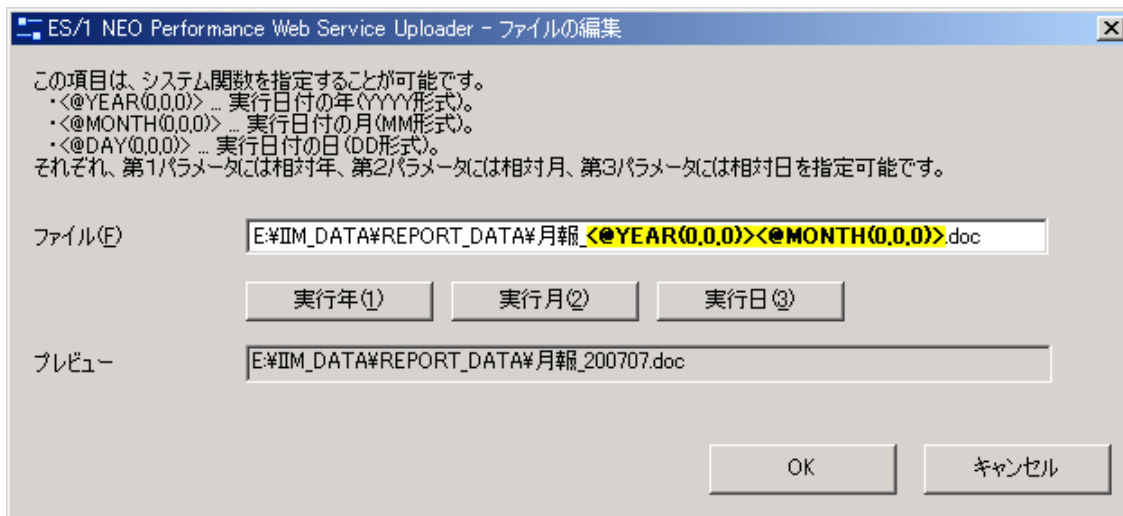 ES/1 NEO Performance Web Service Uploader - ファイルの編集
この項目は、システム関数を指定することが可能です。
・<@YEAR(0,0,0)> ... 実行日付の年(YYYY形式)。
・<@MONTH(0,0,0)> ... 実行日付の月(MM形式)。
・<@DAY(0,0,0)> ... 実行日付の日(DD形式)。
それぞれ、第1パラメータには相対年、第2パラメータには相対月、第3パラメータには相対日を指定可能です。
ファイル(F) E:¥IIM_DATA¥REPORT_DATA¥月報_<@YEAR(0,0,0)><@MONTH(0,0,0)>.doc
実行年(1) 実行月(2) 実行日(3)
プレビュー E:¥IIM_DATA¥REPORT_DATA¥月報_200707.doc
OK キャンセル